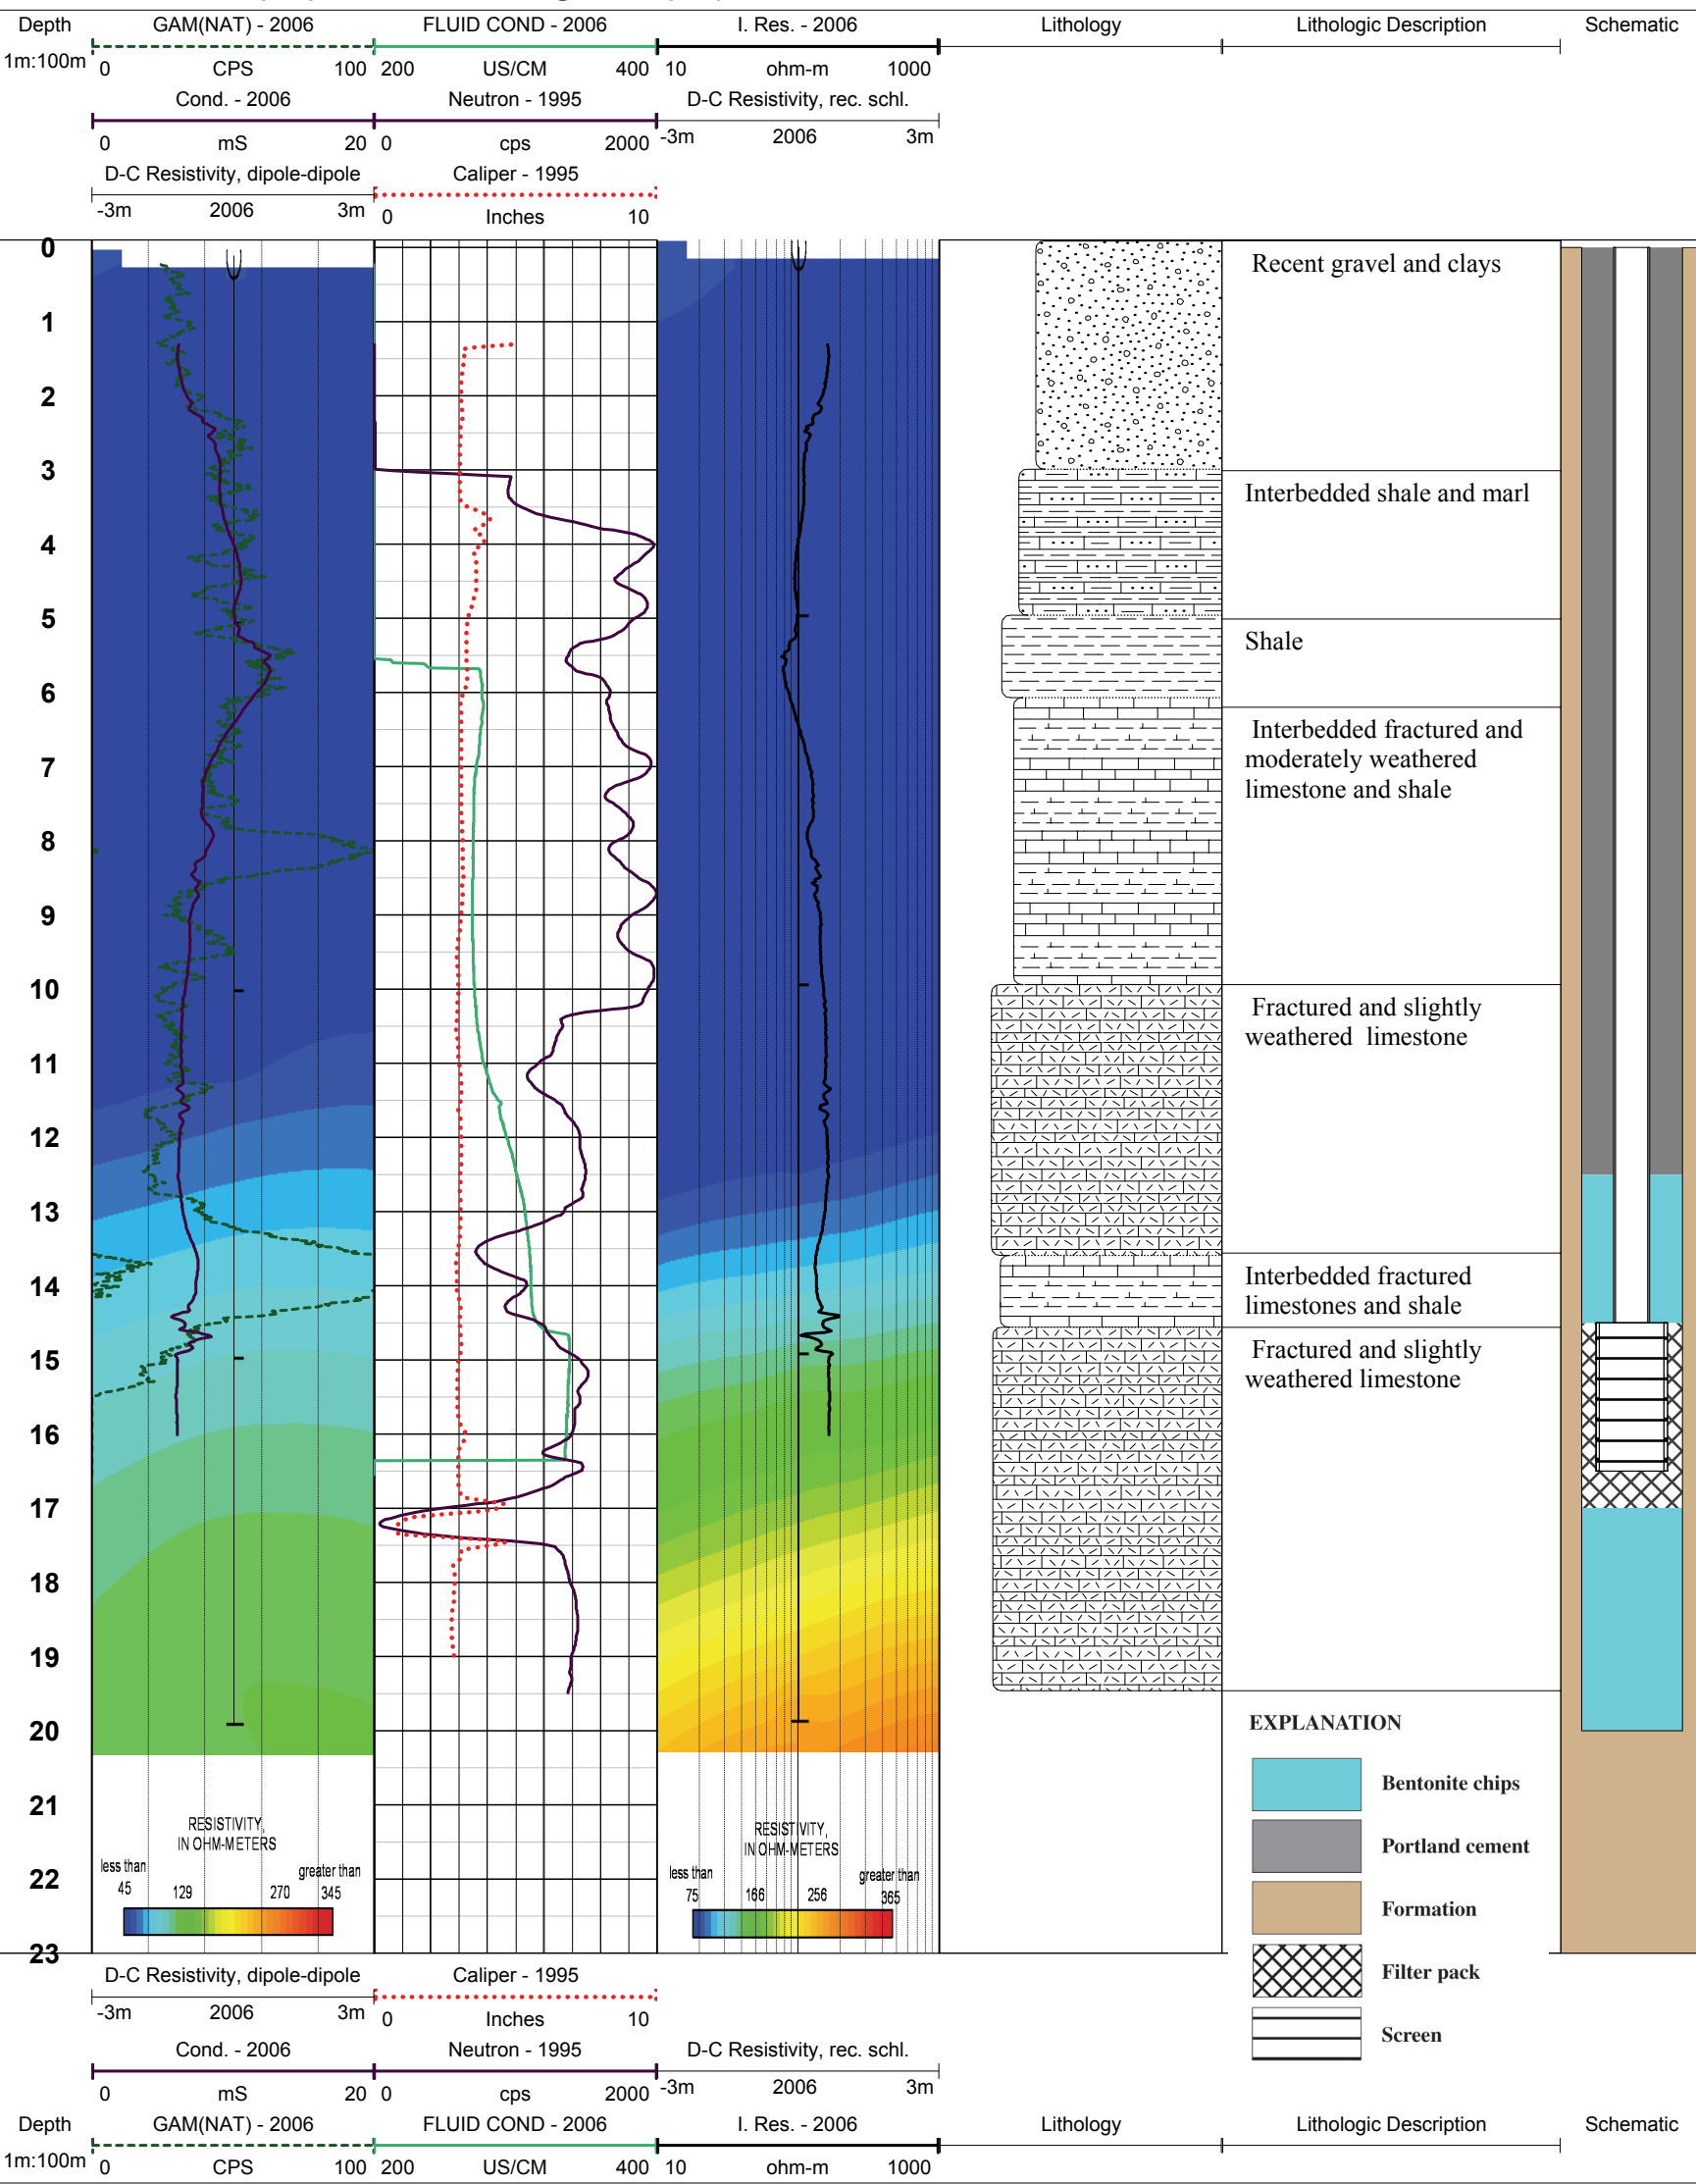 Depth GAM(NAT) - 2006 FLUID COND - 2006 I. Res. - 2006 Lithology Lithologic Description Schematic
1m:100m 0 CPS 100 200 US/CM 400 10 ohm-m 1000
Cond. - 2006 Neutron - 1995 D-C Resistivity, rec. schl.
0 mS 20 0 cps 2000 -3m 2006 3m
D-C Resistivity, dipole-dipole Caliper - 1995
-3m 2006 3m 0 Inches 10
0
1
2
3
4
5
6
7
8
9
10
11
12
13
14
15
16
17
18
19
20
21
22
23
Recent gravel and clays
Interbedded shale and marl
Shale
Interbedded fractured and
moderately weathered
limestone and shale
Fractured and slightly
weathered limestone
Interbedded fractured
limestones and shale
Fractured and slightly
weathered limestone
EXPLANATION
Bentonite chips
Portland cement
Formation
Filter pack
Screen
RESISTIVITY,
IN OHM-METERS
less than greater than
45 129 270 345
RESISTIVITY,
IN OHM-METERS
less than greater than
75 166 256 365
D-C Resistivity, dipole-dipole Caliper - 1995
-3m 2006 3m 0 Inches 10
Cond. - 2006 Neutron - 1995 D-C Resistivity, rec. schl.
0 mS 20 0 cps 2000 -3m 2006 3m
Depth GAM(NAT) - 2006 FLUID COND - 2006 I. Res. - 2006 Lithology Lithologic Description Schematic
1m:100m 0 CPS 100 200 US/CM 400 10 ohm-m 1000